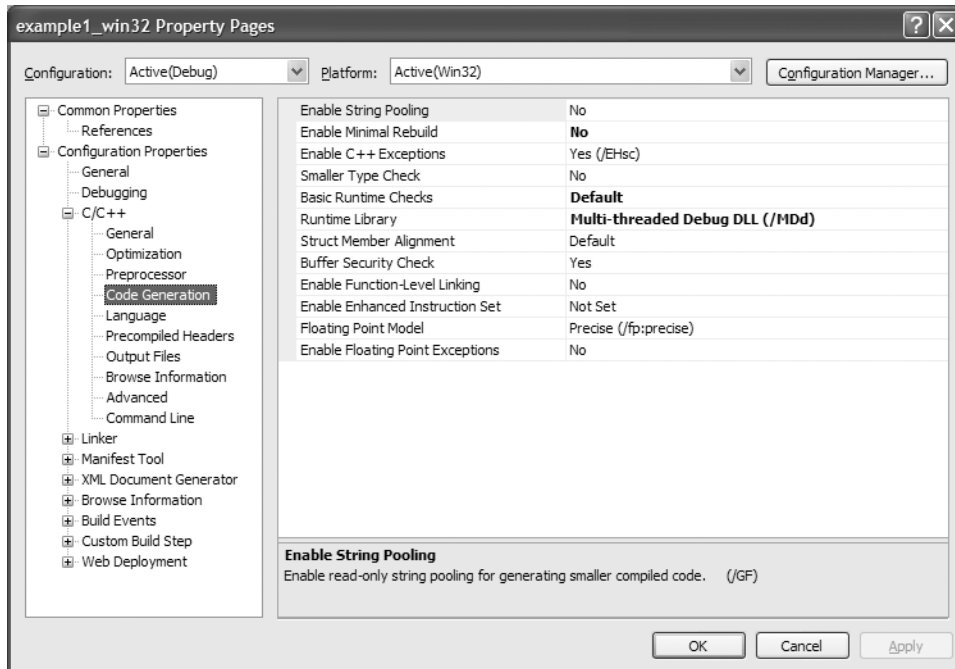 example1_win32 Property Pages
Configuration: Active(Debug) Platform: Active(Win32) Configuration Manager...
Common Properties
References
Configuration Properties
General
Debugging
C/C++
General
Optimization
Preprocessor
Code Generation
Language
Precompiled Headers
Output Files
Browse Information
Advanced
Command Line
Linker
Manifest Tool
XML Document Generator
Browse Information
Build Events
Custom Build Step
Web Deployment
Enable String Pooling No
Enable Minimal Rebuild No
Enable C++ Exceptions Yes (/EHsc)
Smaller Type Check No
Basic Runtime Checks Default
Runtime Library Multi-threaded Debug DLL (/MDd)
Struct Member Alignment Default
Buffer Security Check Yes
Enable Function-Level Linking No
Enable Enhanced Instruction Set Not Set
Floating Point Model Precise (/fp:precise)
Enable Floating Point Exceptions No
Enable String Pooling
Enable read-only string pooling for generating smaller compiled code. (/GF)
OK Cancel Apply